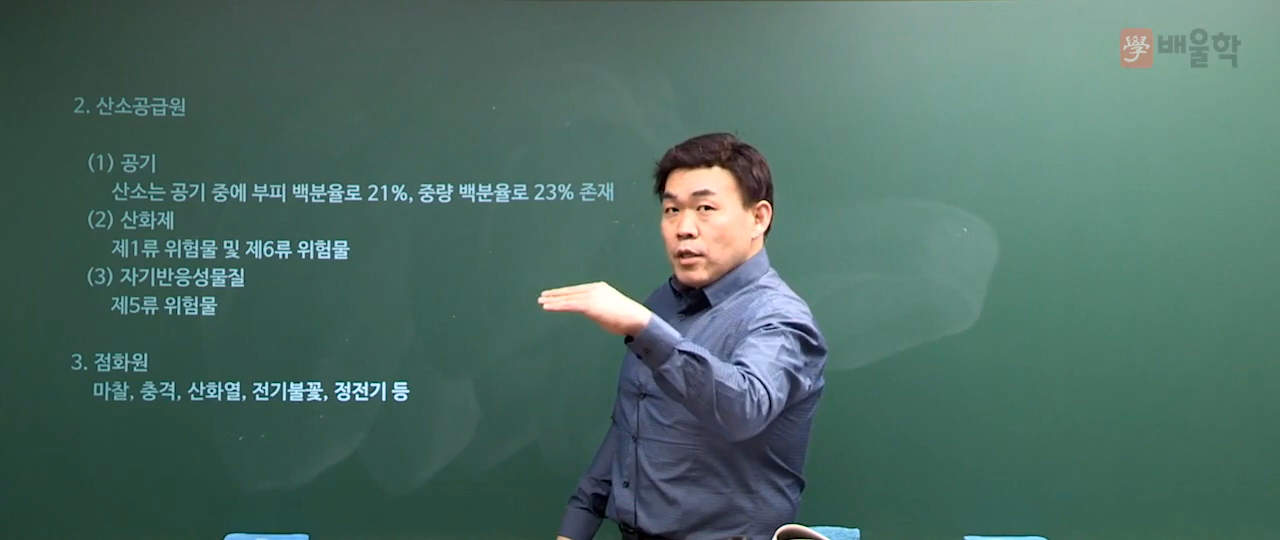 學배울학
2. 산소공급원
(1) 공기
산소는 공기 중에 부피 백분율로 21%, 중량 백분율로 23% 존재
(2) 산화제
제1류 위험물 및 제6류 위험물
(3) 자기반응성물질
제5류 위험물
3. 점화원
마찰, 충격, 산화열, 전기불꽃, 정전기 등